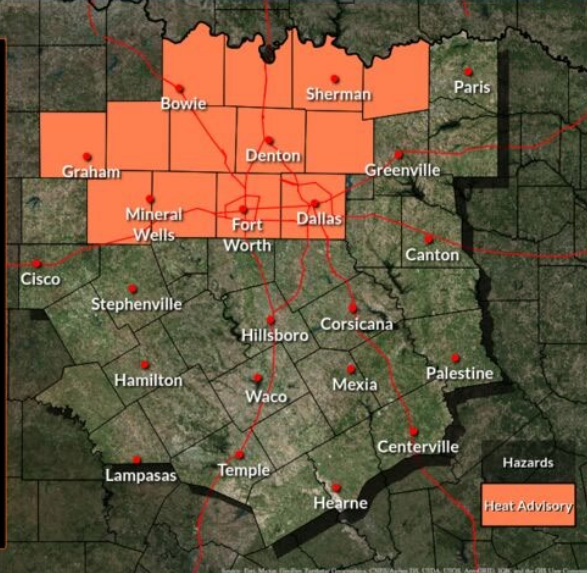 Bowie
Sherman
Paris
Graham
Denton
Greenville
Mineral
Wells
Fort
Worth
Dallas
Canton
Cisco
Stephenville
Hillsboro
Corsicana
Hamilton
Waco
Mexia
Palestine
Lampasas
Temple
Centerville
Hearne
Hazards
Heat Advisory